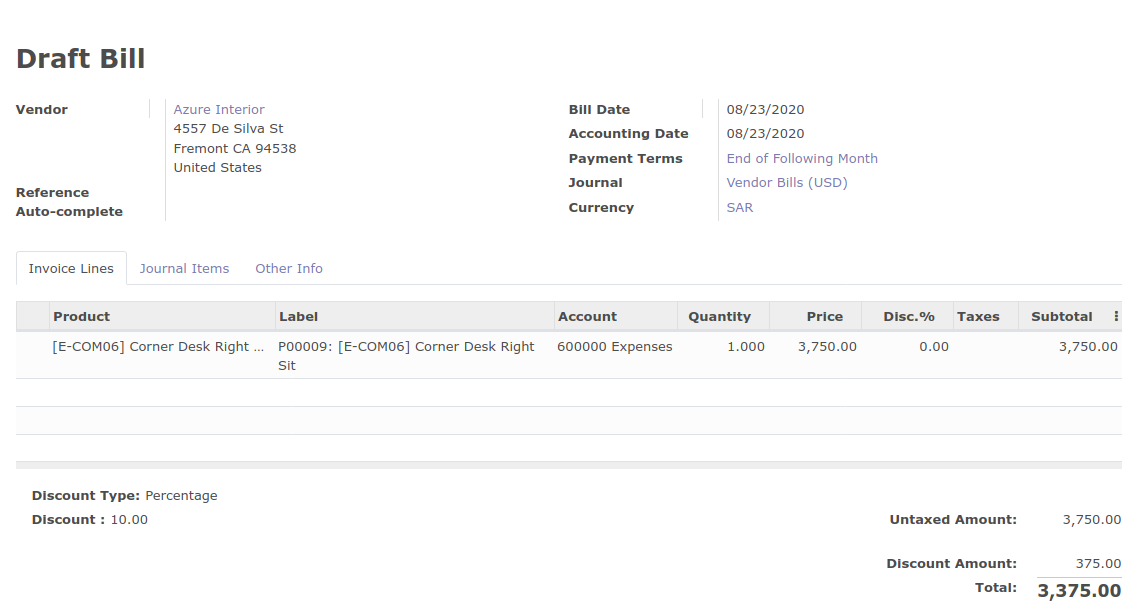 Draft Bill
Vendor
Azure Interior
4557 De Silva St
Fremont CA 94538
United States
Reference
Auto-complete
Bill Date 08/23/2020
Accounting Date 08/23/2020
Payment Terms End of Following Month
Journal Vendor Bills (USD)
Currency SAR
Invoice Lines Journal Items Other Info
Product Label Account Quantity Price Disc.% Taxes Subtotal
[E-COM06] Corner Desk Right ... P00009: [E-COM06] Corner Desk Right 600000 Expenses 1.000 3,750.00 0.00 3,750.00
Sit
Discount Type: Percentage
Discount : 10.00
Untaxed Amount: 3,750.00
Discount Amount: 375.00
Total: 3,375.00